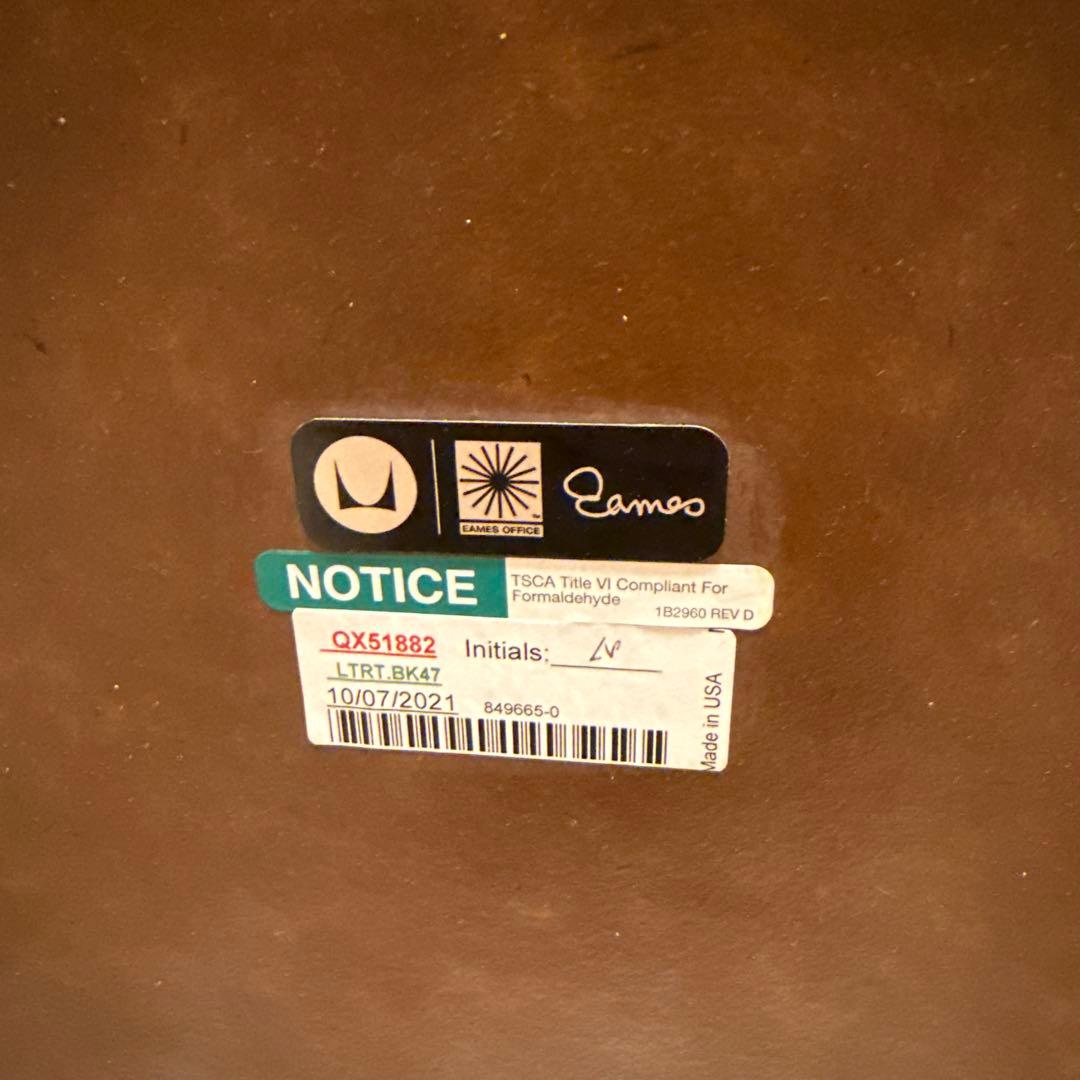 EAMES OFFICE
Eames
NOTICE
TSCA Title VI Compliant For
Formaldehyde
1B2960 REV D
QX51882
Initials:
LTRT.BK47
10/07/2021
849665-0
Made in USA